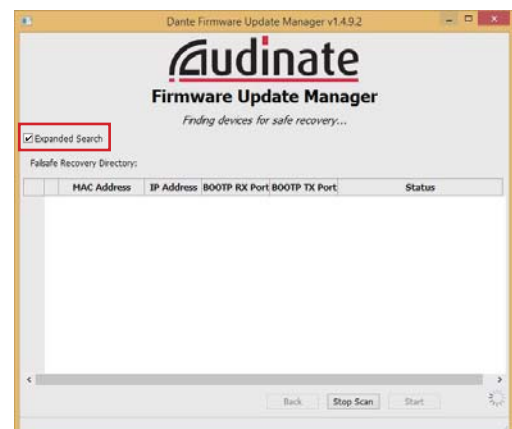 Dante Firmware Update Manager v1.4.9.2
Audinate
Firmware Update Manager
Finding devices for safe recovery...
Expanded Search
Failsafe Recovery Directory:
MAC Address IP Address BOOTP RX Port BOOTP TX Port Status
Back Stop Scan Start